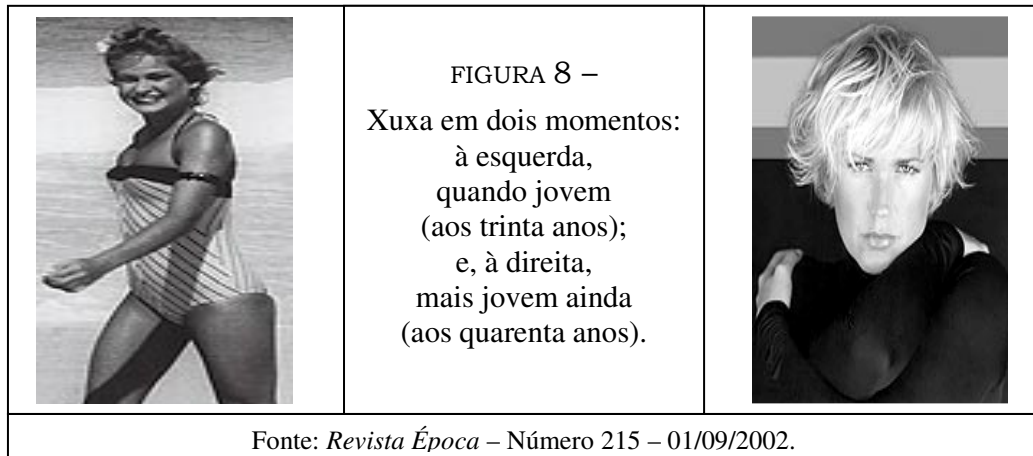 FIGURA 8 –
Xuxa em dois momentos:
à esquerda,
quando jovem
(aos trinta anos);
e, à direita,
mais jovem ainda
(aos quarenta anos).
Fonte: Revista Época – Número 215 – 01/09/2002.